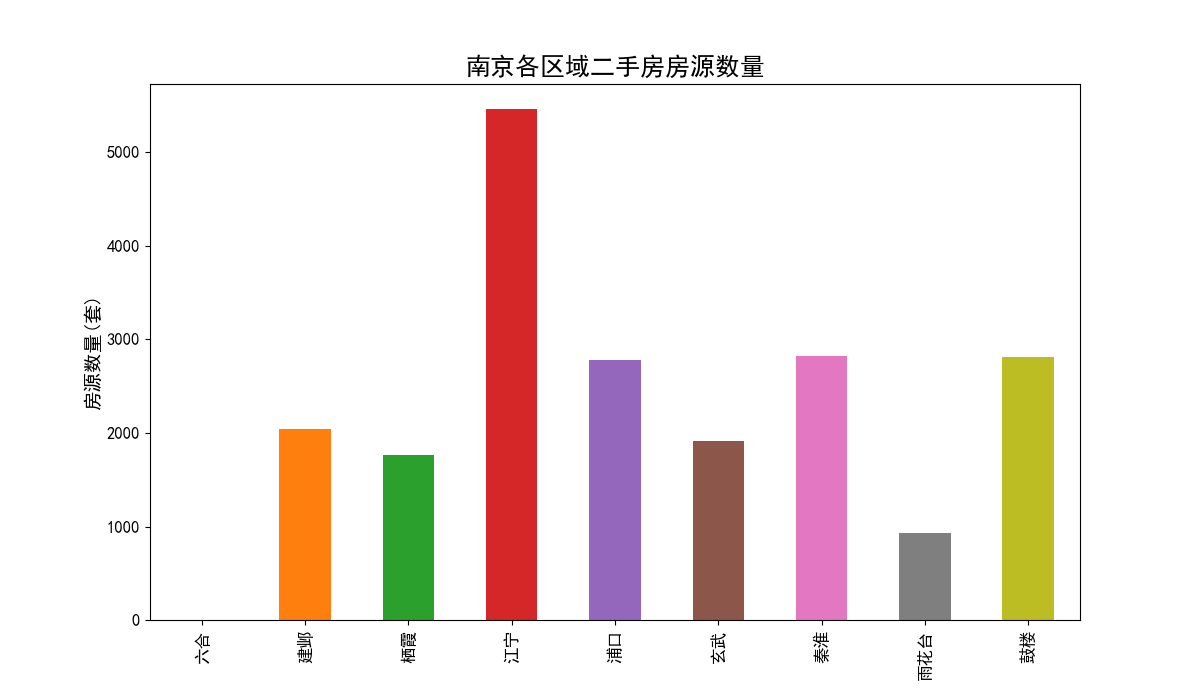 南京各区域二手房房源数量
房源数量(套)
5000
4000
3000
2000
1000
0
六合
建邺
栖霞
江宁
浦口
玄武
秦淮
雨花台
鼓楼